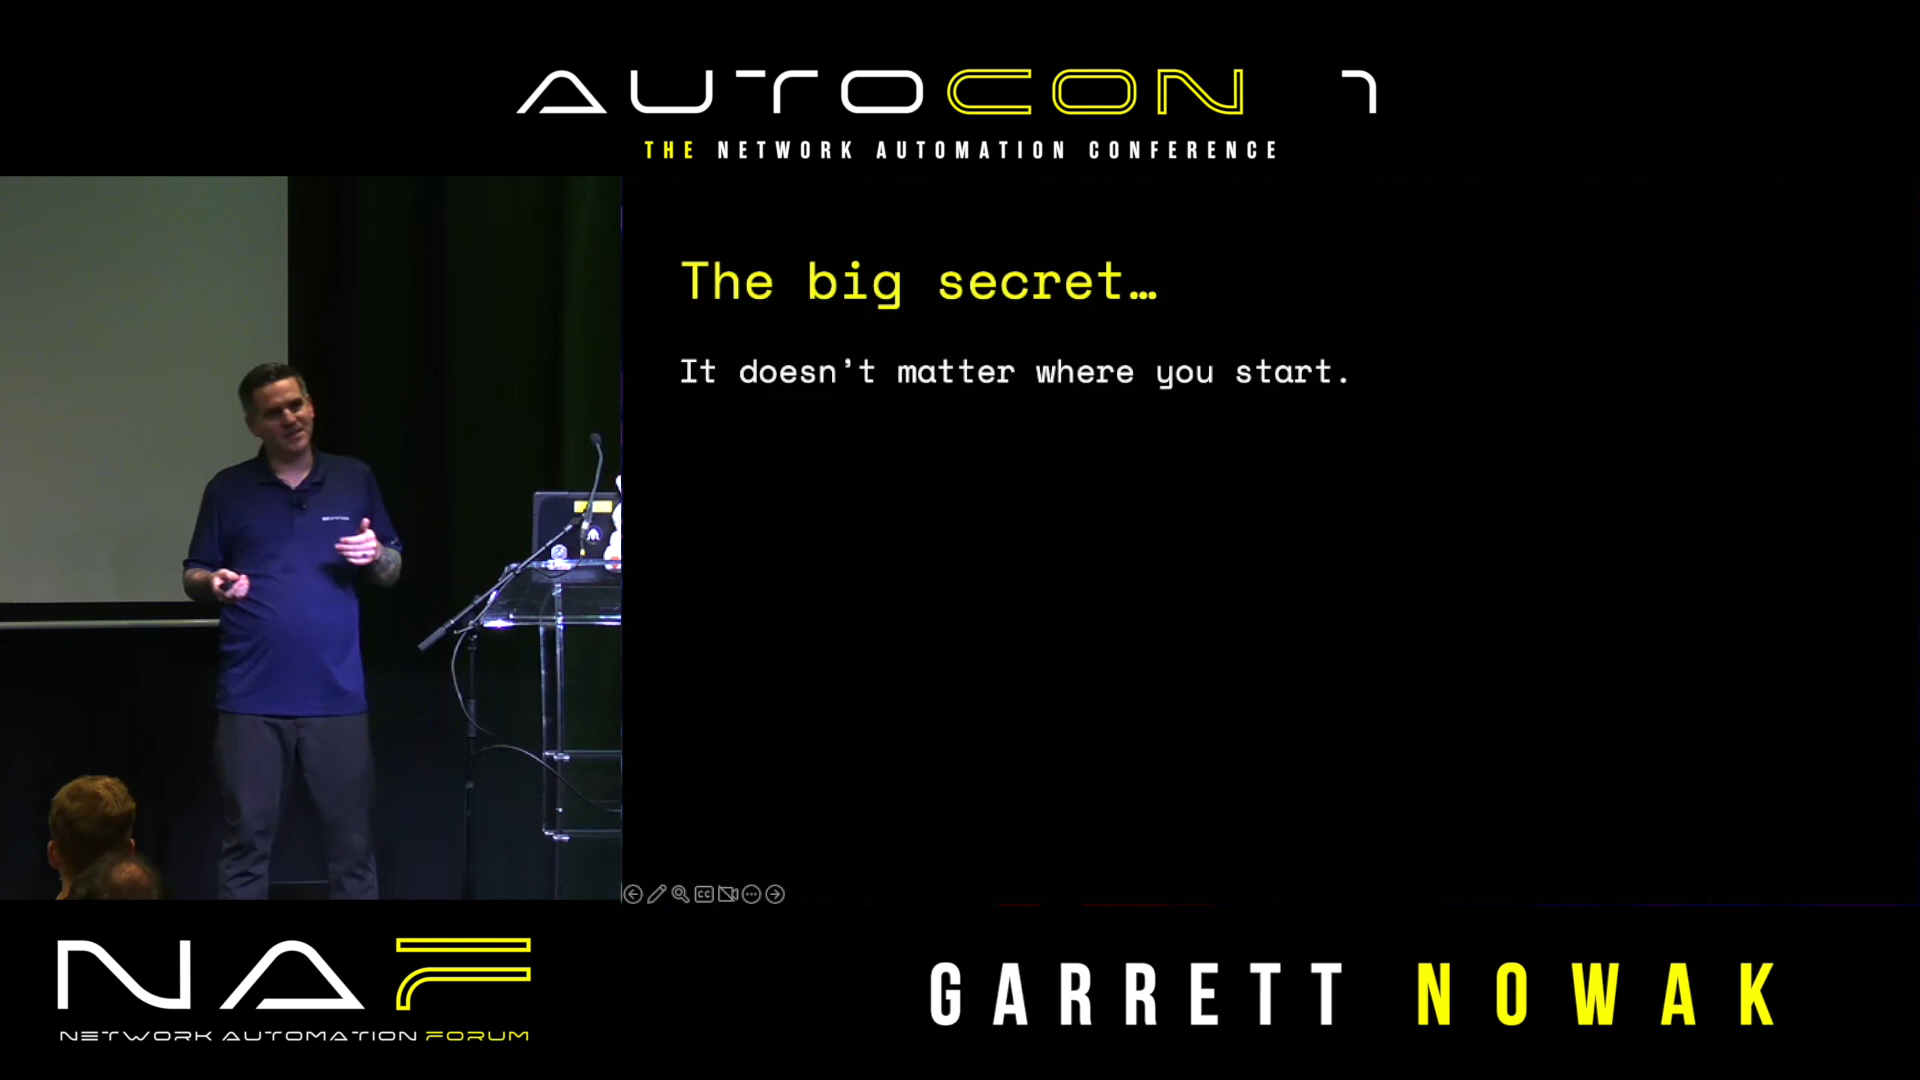 AUTOCON 1
THE NETWORK AUTOMATION CONFERENCE
The big secret…
It doesn’t matter where you start.
CC
NAF
NETWORK AUTOMATION FORUM
GARRETT NOWAK